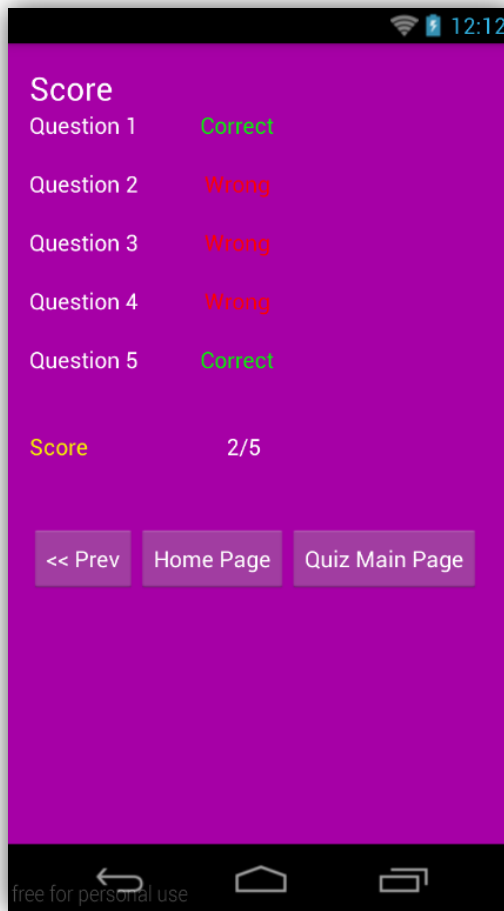 12:12
Score
Question 1 Correct
Question 2 Wrong
Question 3 Wrong
Question 4 Wrong
Question 5 Correct
Score 2/5
<< Prev Home Page Quiz Main Page
free for personal use